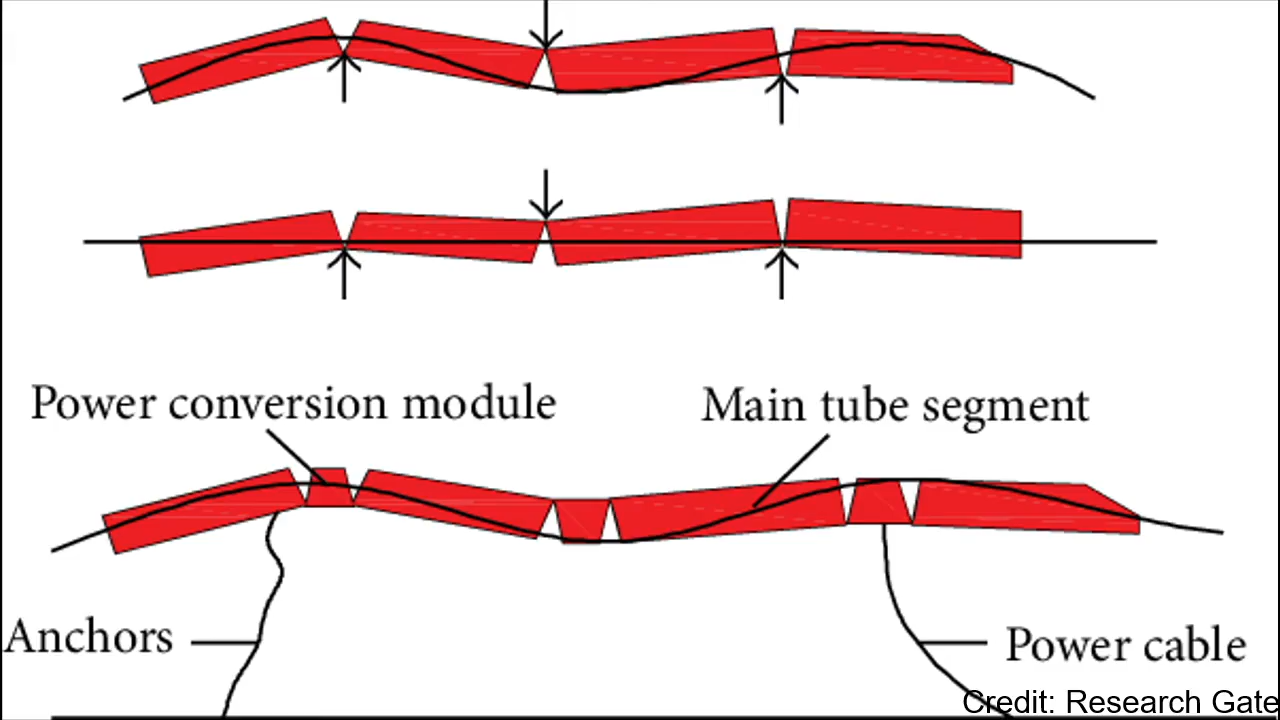 Power conversion module
Main tube segment
Anchors
Power cable
Credit: Research Gate